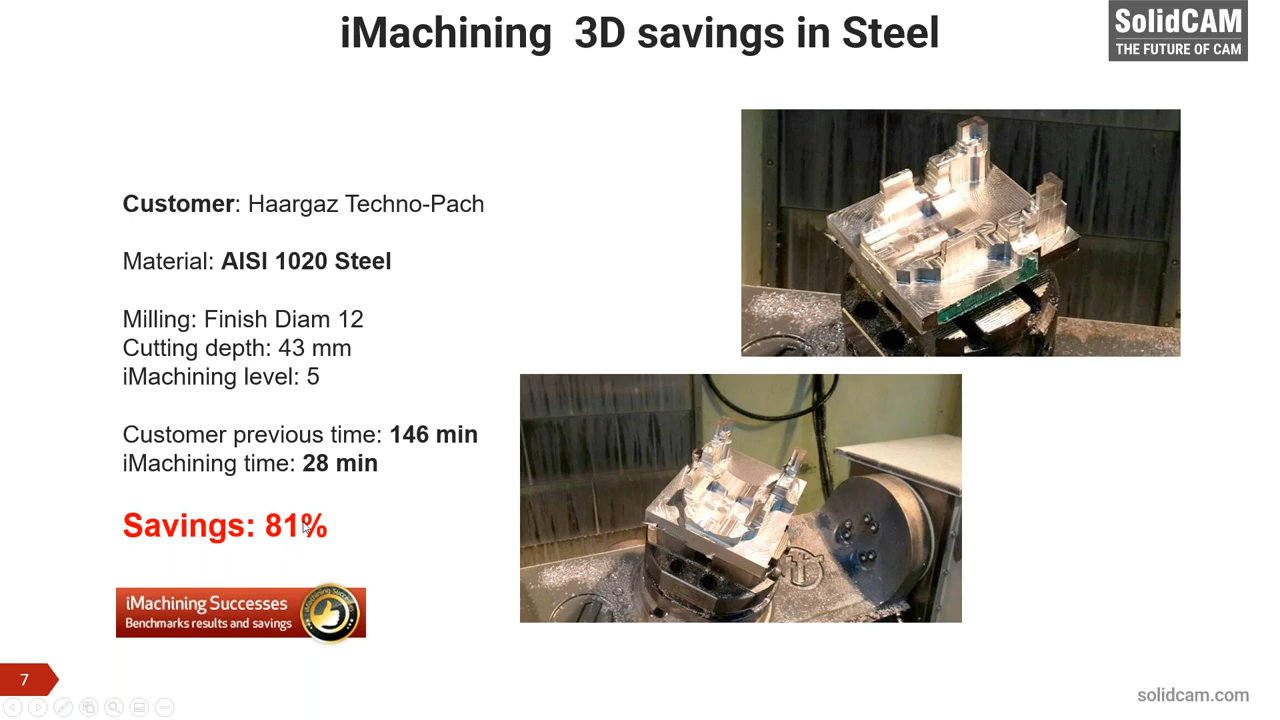 iMachining 3D savings in Steel
SolidCAM
THE FUTURE OF CAM
Customer: Haargaz Techno-Pach
Material: AISI 1020 Steel
Milling: Finish Diam 12
Cutting depth: 43 mm
iMachining level: 5
Customer previous time: 146 min
iMachining time: 28 min
Savings: 81%
iMachining Successes
Benchmarks results and savings
iMachining Success
7
solidcam.com